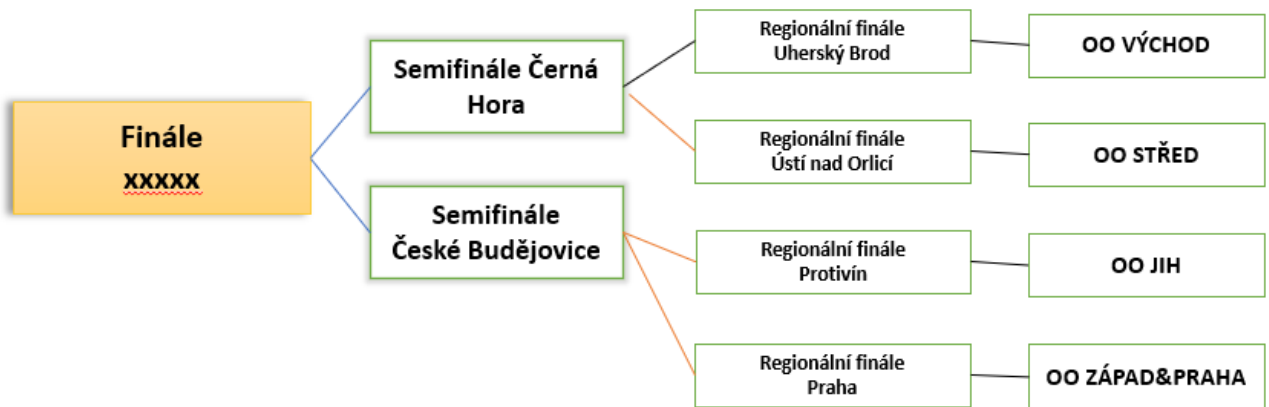 Finále
xxxxx
Semifinále Černá
Hora
Semifinále
České Budějovice
Regionální finále
Uherský Brod
Regionální finále
Ústí nad Orlicí
Regionální finále
Protivín
Regionální finále
Praha
OO VÝCHOD
OO STŘED
OO JIH
OO ZÁPAD&PRAHA